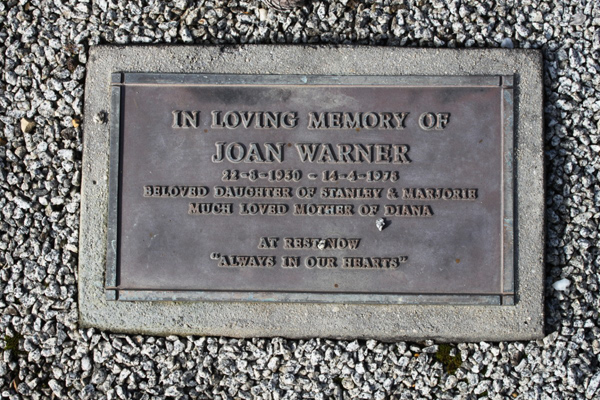 IN LOVING MEMORY OF
JOAN WARNER
22-8-1950 - 14-4-1978
BELOVED DAUGHTER OF STANLEY & MARJORIE
MUCH LOVED MOTHER OF DIANA
AT REST NOW
"ALWAYS IN OUR HEARTS"